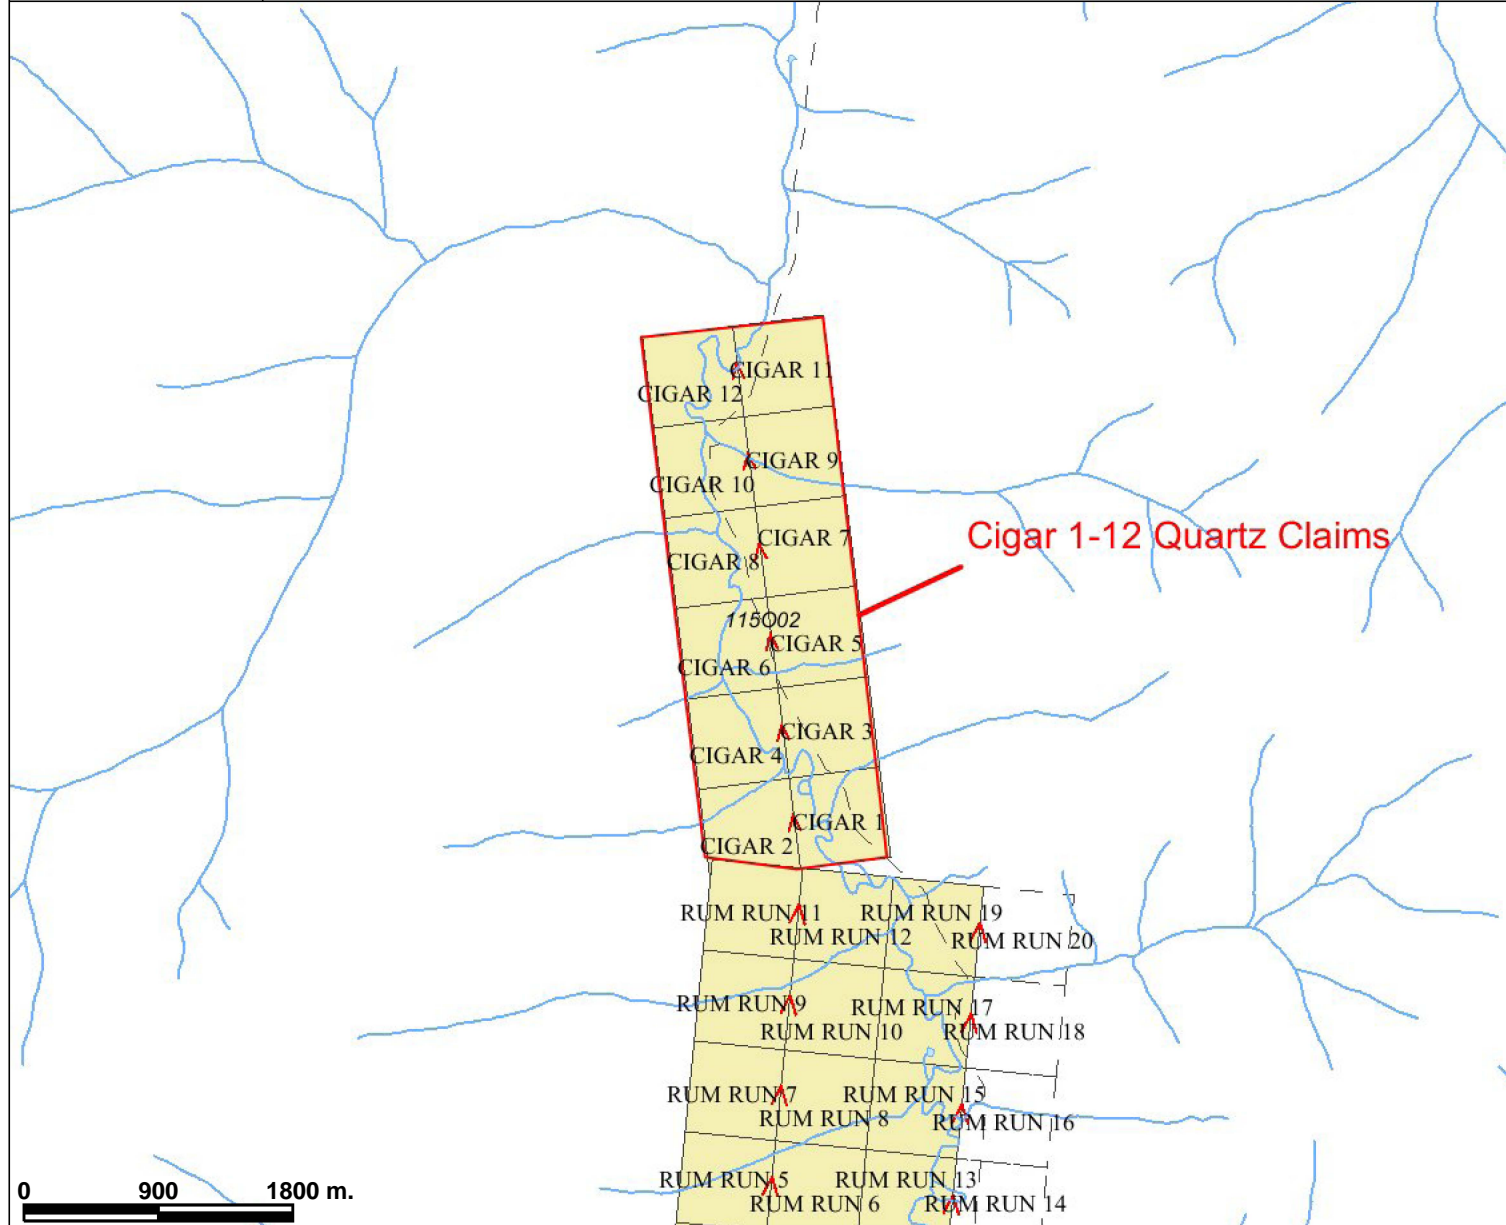 CIGAR 11
CIGAR 12
CIGAR 9
CIGAR 10
CIGAR 7
Cigar 1-12 Quartz Claims
CIGAR 8
115O02
CIGAR 5
CIGAR 6
CIGAR 3
CIGAR 4
CIGAR 1
CIGAR 2
RUM RUN 11
RUM RUN 19
RUM RUN 12
RUM RUN 20
RUM RUN 9
RUM RUN 17
RUM RUN 10
RUM RUN 18
RUM RUN 7
RUM RUN 15
RUM RUN 8
RUM RUN 16
RUM RUN 5
RUM RUN 13
RUM RUN 6
RUM RUN 14
0 900 1800 m.